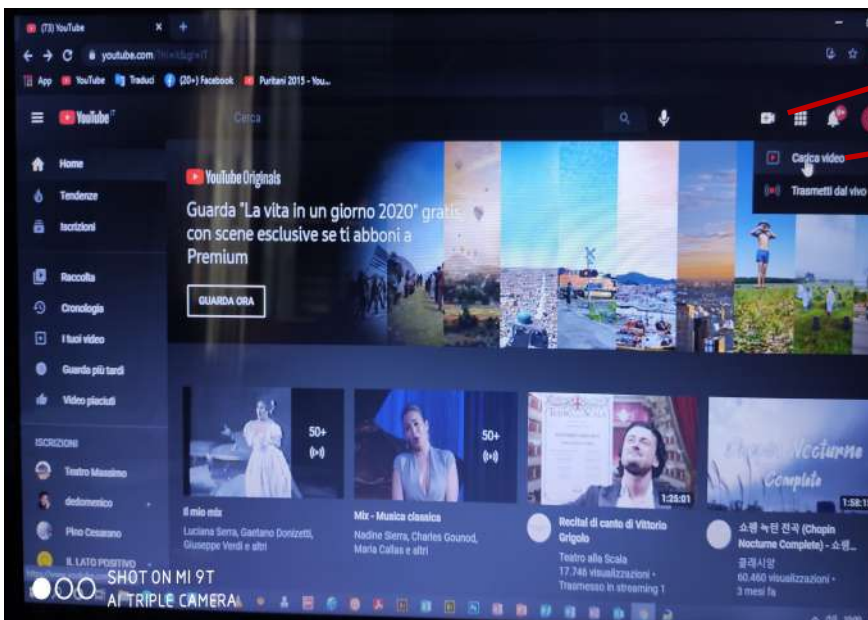 (73) YouTube
youtube.com
App YouTube Traduci (20+) Facebook Puritani 2015 - You...
YouTube IT
Cerca
9+
Home
Tendenze
Iscrizioni
Raccolta
Cronologia
I tuoi video
Guarda più tardi
Video piaciuti
ISCRIZIONI
Teatro Massimo
dedomenico
Pino Cesarano
IL LATO POSITIVO
Carica video
Trasmetti dal vivo
YouTube Originals
Guarda "La vita in un giorno 2020" gratis,
con scene esclusive se ti abboni a
Premium
GUARDA ORA
50+
Il mio mix
Luciana Serra, Gaetano Donizetti,
Giuseppe Verdi e altri
50+
Mix - Musica classica
Nadine Sierra, Charles Gounod,
Maria Callas e altri
1:25:01
Recital di canto di Vittorio
Grigolo
Teatro alla Scala
17.746 visualizzazioni •
Trasmesso in streaming 1
Nocturne
Complete
1:58:1
쇼팽 녹턴 전곡 (Chopin
Nocturne Complete) - 쇼팽...
클래시앙
60.460 visualizzazioni •
3 mesi fa
SHOT ON MI 9T
AI TRIPLE CAMERA